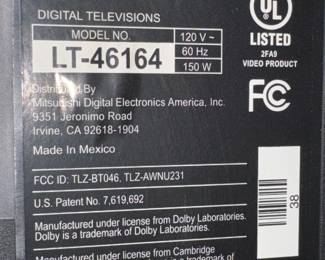 DIGITAL TELEVISIONS
MODEL NO.
LT-46164
120 V ~
60 Hz
150 W
UL
LISTED
2FA9
VIDEO PRODUCT
FC
Distributed By
Mitsubishi Digital Electronics America, Inc.
9351 Jeronimo Road
Irvine, CA 92618-1904
Made In Mexico
FCC ID: TLZ-BT046, TLZ-AWNU231
U.S. Patent No. 7,619,692
Manufactured under license from Dolby Laboratories.
Dolby is a trademark of Dolby Laboratories.
Manufactured under license from Cambridge
38